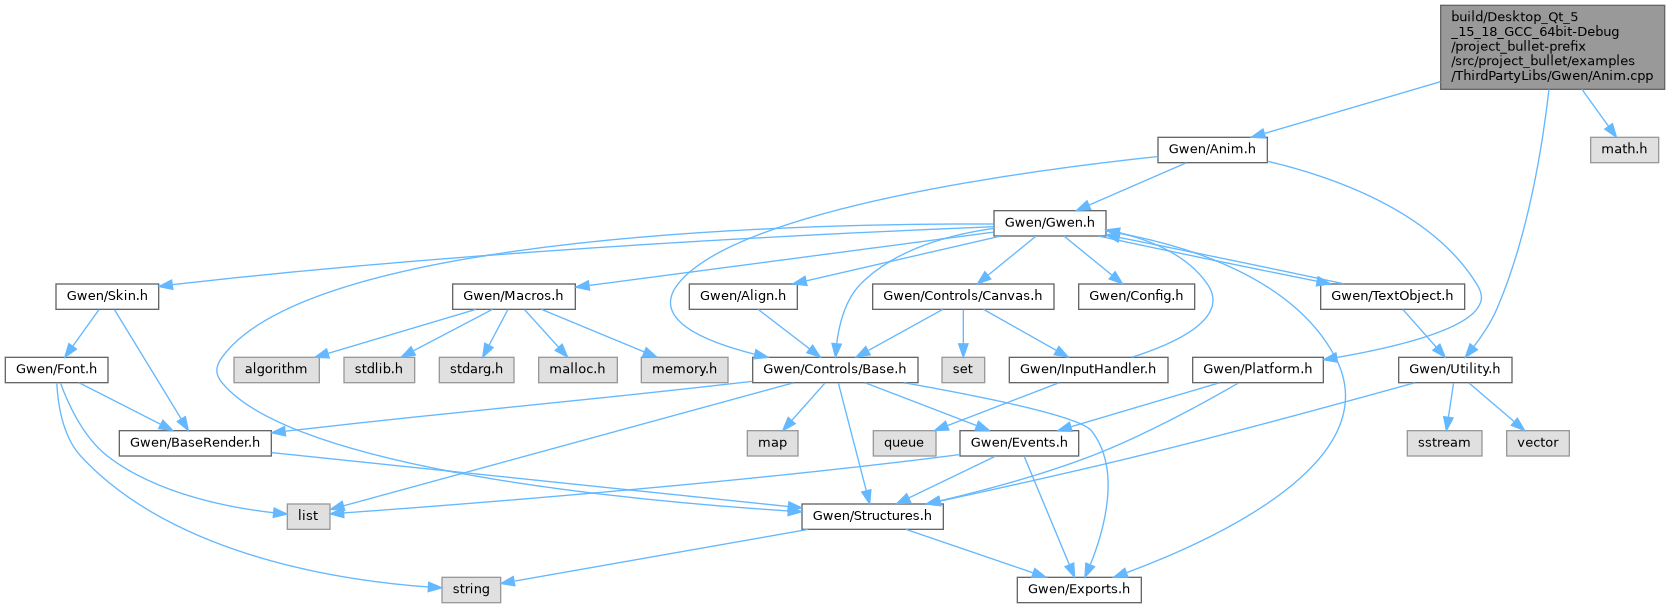 build/Desktop_Qt_5
_15_18_GCC_64bit-Debug
/project_bullet-prefix
/src/project_bullet/examples
/ThirdPartyLibs/Gwen/Anim.cpp
Gwen/Anim.h
math.h
Gwen/Gwen.h
Gwen/Skin.h
Gwen/Macros.h
Gwen/Align.h
Gwen/Controls/Canvas.h
Gwen/Config.h
Gwen/TextObject.h
Gwen/Font.h
algorithm
stdlib.h
stdarg.h
malloc.h
memory.h
Gwen/Controls/Base.h
set
Gwen/InputHandler.h
Gwen/Platform.h
Gwen/Utility.h
Gwen/BaseRender.h
map
queue
Gwen/Events.h
sstream
vector
list
Gwen/Structures.h
string
Gwen/Exports.h